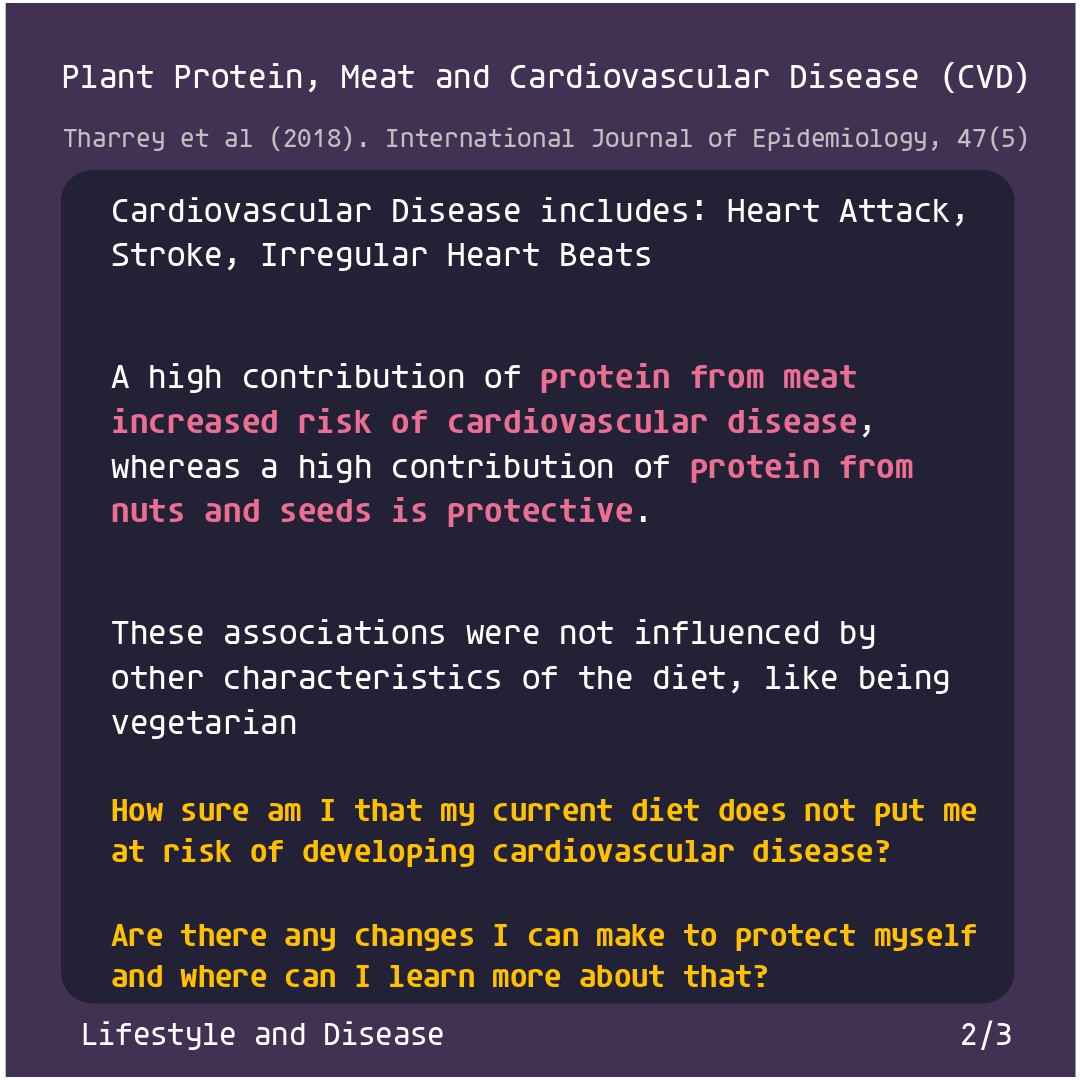 Plant Protein, Meat and Cardiovascular Disease (CVD)
Tharrey et al (2018). International Journal of Epidemiology, 47(5)
Cardiovascular Disease includes: Heart Attack,
Stroke, Irregular Heart Beats
A high contribution of protein from meat
increased risk of cardiovascular disease,
whereas a high contribution of protein from
nuts and seeds is protective.
These associations were not influenced by
other characteristics of the diet, like being
vegetarian
How sure am I that my current diet does not put me
at risk of developing cardiovascular disease?
Are there any changes I can make to protect myself
and where can I learn more about that?
Lifestyle and Disease
2/3